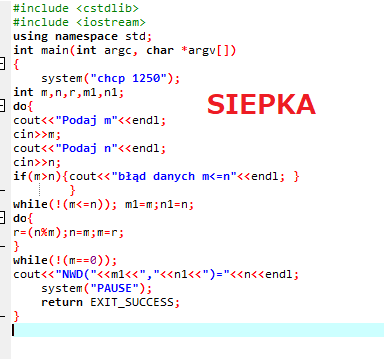 #include <cstdlib>
#include <iostream>
using namespace std;
int main(int argc, char *argv[])
{
system("chcp 1250");
int m,n,r,m1,n1;
SIEPKA
do{
cout<<"Podaj m"<<endl;
cin>>m;
cout<<"Podaj n"<<endl;
cin>>n;
if(m>n){cout<<"błąd danych m<=n"<<endl; }
}
while(!(m<=n)); m1=m;n1=n;
do{
r=(n%m);n=m;m=r;
}
while(!(m==0));
cout<<"NWD("<<m1<<","<<n1<<")="<<n<<endl;
system("PAUSE");
return EXIT_SUCCESS;
}